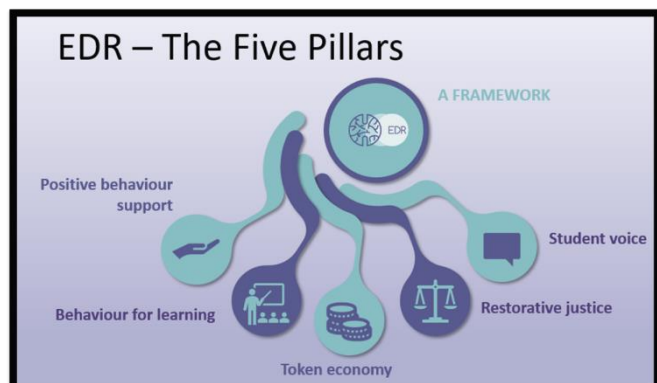 EDR – The Five Pillars
A FRAMEWORK
EDR
Positive behaviour
support
Student voice
Behaviour for learning
Restorative justice
Token economy